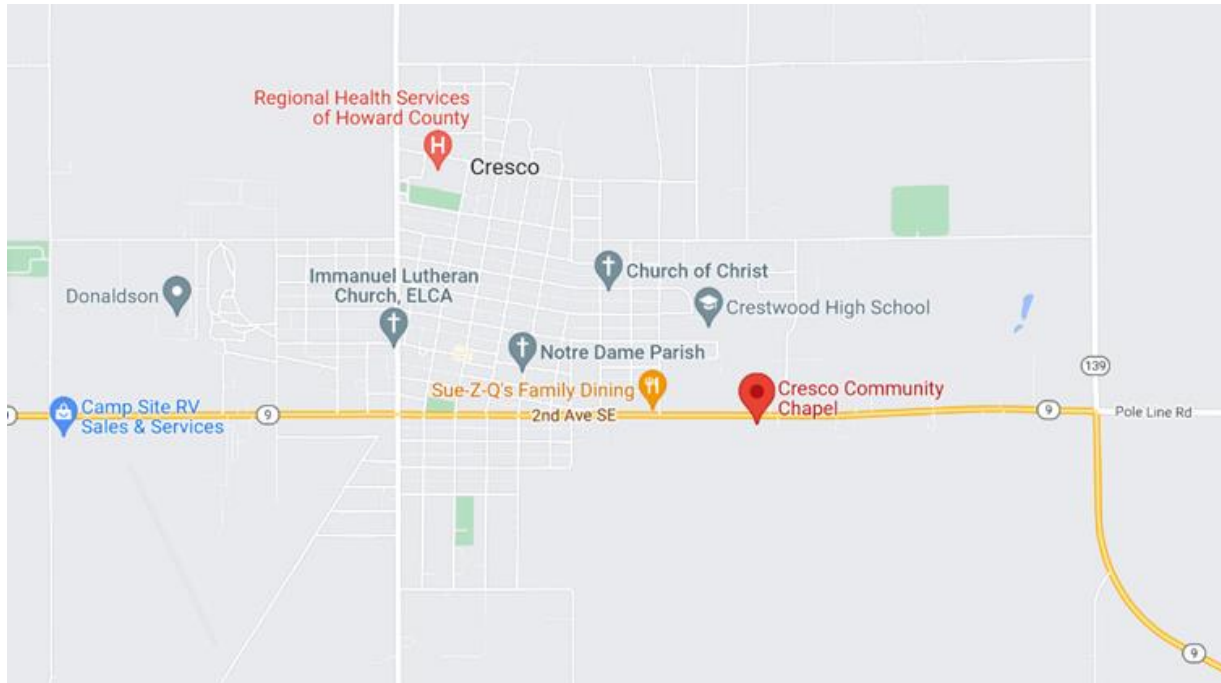 Regional Health Services
of Howard County
H
Cresco
Church of Christ
Immanuel Lutheran
Church, ELCA
Donaldson
Crestwood High School
Notre Dame Parish
139
Sue-Z-Q's Family Dining
Cresco Community
Chapel
Camp Site RV
Sales & Services
9
2nd Ave SE
9
Pole Line Rd
9